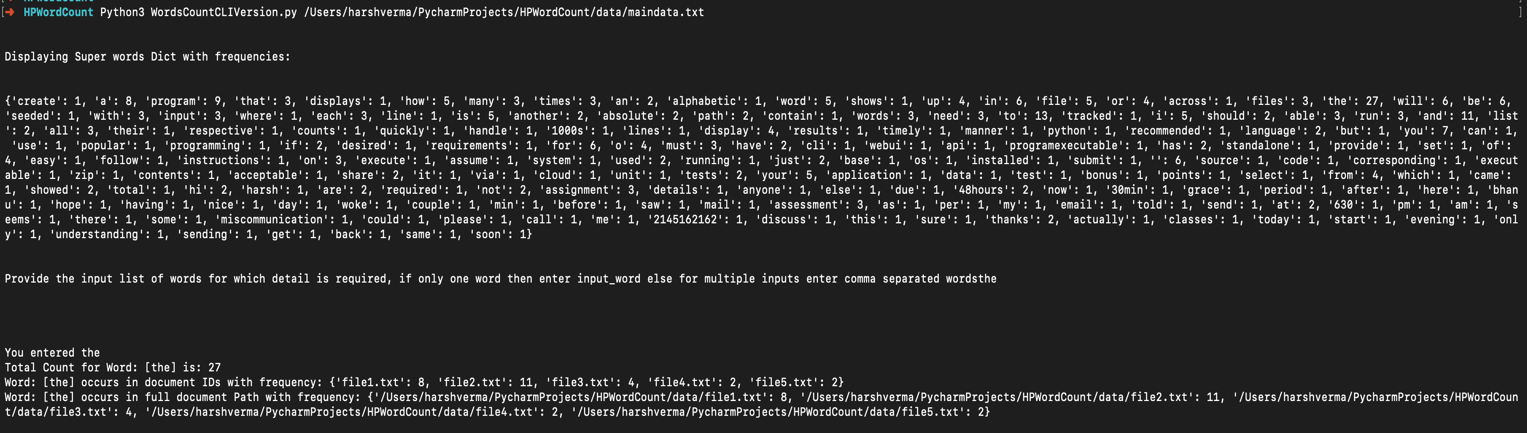 HPWordCount
[➜  HPWordCount Python3 WordsCountCLIVersion.py /Users/harshverma/PycharmProjects/HPWordCount/data/maindata.txt ]
Displaying Super words Dict with frequencies:
{'create': 1, 'a': 8, 'program': 9, 'that': 3, 'displays': 1, 'how': 5, 'many': 3, 'times': 3, 'an': 2, 'alphabetic': 1, 'word': 5, 'shows': 1, 'up': 4, 'in': 6, 'file': 5, 'or': 4, 'across': 1, 'files': 3, 'the': 27, 'will': 6, 'be': 6,
'seeded': 1, 'with': 3, 'input': 3, 'where': 1, 'each': 3, 'line': 1, 'is': 5, 'another': 2, 'absolute': 2, 'path': 2, 'contain': 1, 'words': 3, 'need': 3, 'to': 13, 'tracked': 1, 'i': 5, 'should': 2, 'able': 3, 'run': 3, 'and': 11, 'list
': 2, 'all': 3, 'their': 1, 'respective': 1, 'counts': 1, 'quickly': 1, 'handle': 1, '1000s': 1, 'lines': 1, 'display': 4, 'results': 1, 'timely': 1, 'manner': 1, 'python': 1, 'recommended': 1, 'language': 2, 'but': 1, 'you': 7, 'can': 1,
'use': 1, 'popular': 1, 'programming': 1, 'if': 2, 'desired': 1, 'requirements': 1, 'for': 6, 'o': 4, 'must': 3, 'have': 2, 'cli': 1, 'webui': 1, 'api': 1, 'programexecutable': 1, 'has': 2, 'standalone': 1, 'provide': 1, 'set': 1, 'of':
4, 'easy': 1, 'follow': 1, 'instructions': 1, 'on': 3, 'execute': 1, 'assume': 1, 'system': 1, 'used': 2, 'running': 1, 'just': 2, 'base': 1, 'os': 1, 'installed': 1, 'submit': 1, '': 6, 'source': 1, 'code': 1, 'corresponding': 1, 'execut
able': 1, 'zip': 1, 'contents': 1, 'acceptable': 1, 'share': 2, 'it': 1, 'via': 1, 'cloud': 1, 'unit': 1, 'tests': 2, 'your': 5, 'application': 1, 'data': 1, 'test': 1, 'bonus': 1, 'points': 1, 'select': 1, 'from': 4, 'which': 1, 'came':
1, 'showed': 2, 'total': 1, 'hi': 2, 'harsh': 1, 'are': 2, 'required': 1, 'not': 2, 'assignment': 3, 'details': 1, 'anyone': 1, 'else': 1, 'due': 1, '48hours': 2, 'now': 1, '30min': 1, 'grace': 1, 'period': 1, 'after': 1, 'here': 1, 'bhan
u': 1, 'hope': 1, 'having': 1, 'nice': 1, 'day': 1, 'woke': 1, 'couple': 1, 'min': 1, 'before': 1, 'saw': 1, 'mail': 1, 'assessment': 3, 'as': 1, 'per': 1, 'my': 1, 'email': 1, 'told': 1, 'send': 1, 'at': 2, '630': 1, 'pm': 1, 'am': 1, 's
eems': 1, 'there': 1, 'some': 1, 'miscommunication': 1, 'could': 1, 'please': 1, 'call': 1, 'me': 1, '2145162162': 1, 'discuss': 1, 'this': 1, 'sure': 1, 'thanks': 2, 'actually': 1, 'classes': 1, 'today': 1, 'start': 1, 'evening': 1, 'onl
y': 1, 'understanding': 1, 'sending': 1, 'get': 1, 'back': 1, 'same': 1, 'soon': 1}
Provide the input list of words for which detail is required, if only one word then enter input_word else for multiple inputs enter comma separated wordsthe
You entered the
Total Count for Word: [the] is: 27
Word: [the] occurs in document IDs with frequency: {'file1.txt': 8, 'file2.txt': 11, 'file3.txt': 4, 'file4.txt': 2, 'file5.txt': 2}
Word: [the] occurs in full document Path with frequency: {'/Users/harshverma/PycharmProjects/HPWordCount/data/file1.txt': 8, '/Users/harshverma/PycharmProjects/HPWordCount/data/file2.txt': 11, '/Users/harshverma/PycharmProjects/HPWordCoun
t/data/file3.txt': 4, '/Users/harshverma/PycharmProjects/HPWordCount/data/file4.txt': 2, '/Users/harshverma/PycharmProjects/HPWordCount/data/file5.txt': 2}